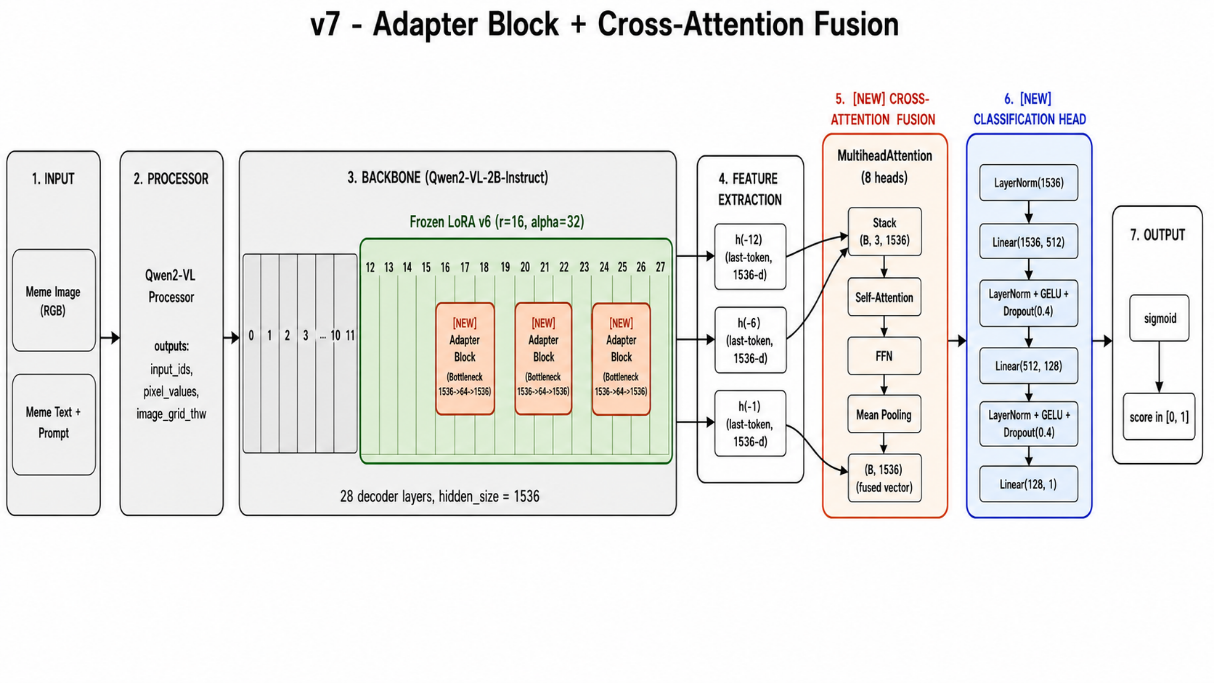 v7 - Adapter Block + Cross-Attention Fusion
1. INPUT
Meme Image
(RGB)
Meme Text +
Prompt
2. PROCESSOR
Qwen2-VL
Processor
outputs:
input_ids,
pixel_values,
image_grid_thw
3. BACKBONE (Qwen2-VL-2B-Instruct)
Frozen LoRA v6 (r=16, alpha=32)
0 1 2 3 ... 10 11
12 13 14 15 16 17 18 19 20 21 22 23 24 25 26 27
[NEW]
Adapter
Block
(Bottleneck
1536->64->1536)
[NEW]
Adapter
Block
(Bottleneck
1536->64->1536)
[NEW]
Adapter
Block
(Bottleneck
1536->64->1536)
28 decoder layers, hidden_size = 1536
4. FEATURE
EXTRACTION
h(-12)
(last-token,
1536-d)
h(-6)
(last-token,
1536-d)
h(-1)
(last-token,
1536-d)
5. [NEW] CROSS-
ATTENTION FUSION
MultiheadAttention
(8 heads)
Stack
(B, 3, 1536)
Self-Attention
FFN
Mean Pooling
(B, 1536)
(fused vector)
6. [NEW]
CLASSIFICATION HEAD
LayerNorm(1536)
Linear(1536, 512)
LayerNorm + GELU +
Dropout(0.4)
Linear(512, 128)
LayerNorm + GELU +
Dropout(0.4)
Linear(128, 1)
7. OUTPUT
sigmoid
score in [0, 1]